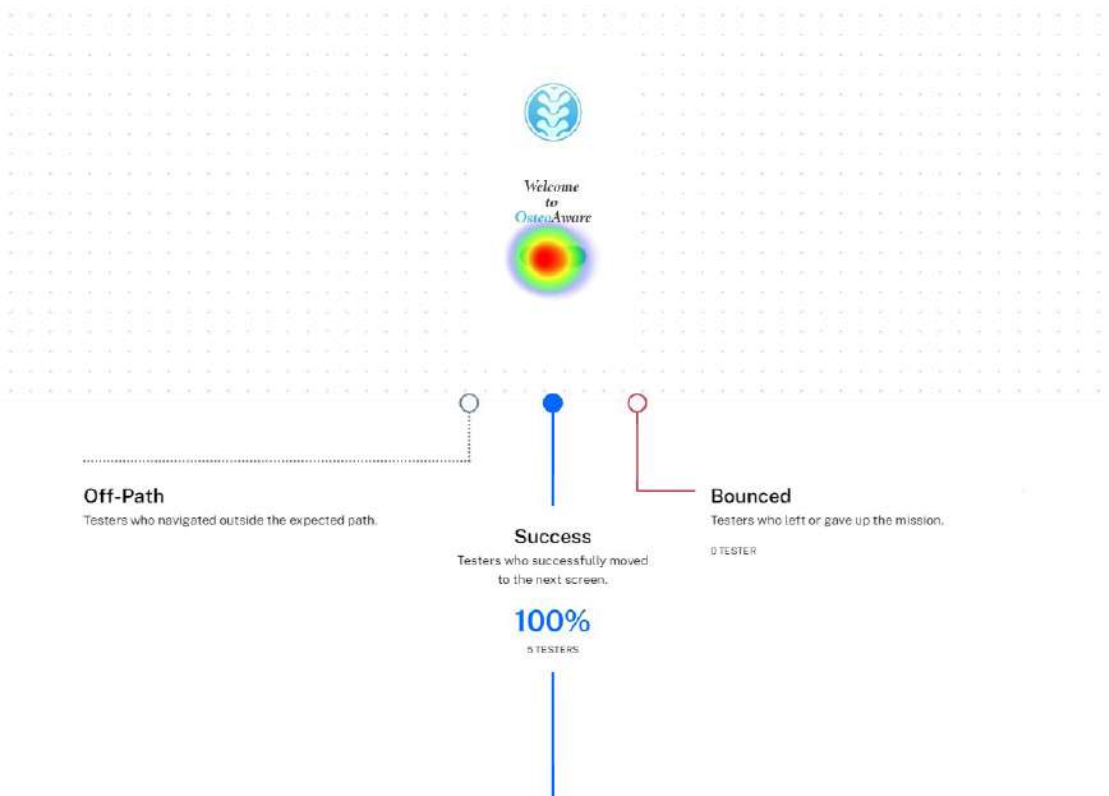 Welcome
to
OsteoAware
Off-Path
Testers who navigated outside the expected path.
Success
Testers who successfully moved
to the next screen.
100%
5 TESTERS
Bounced
Testers who left or gave up the mission.
0 TESTER